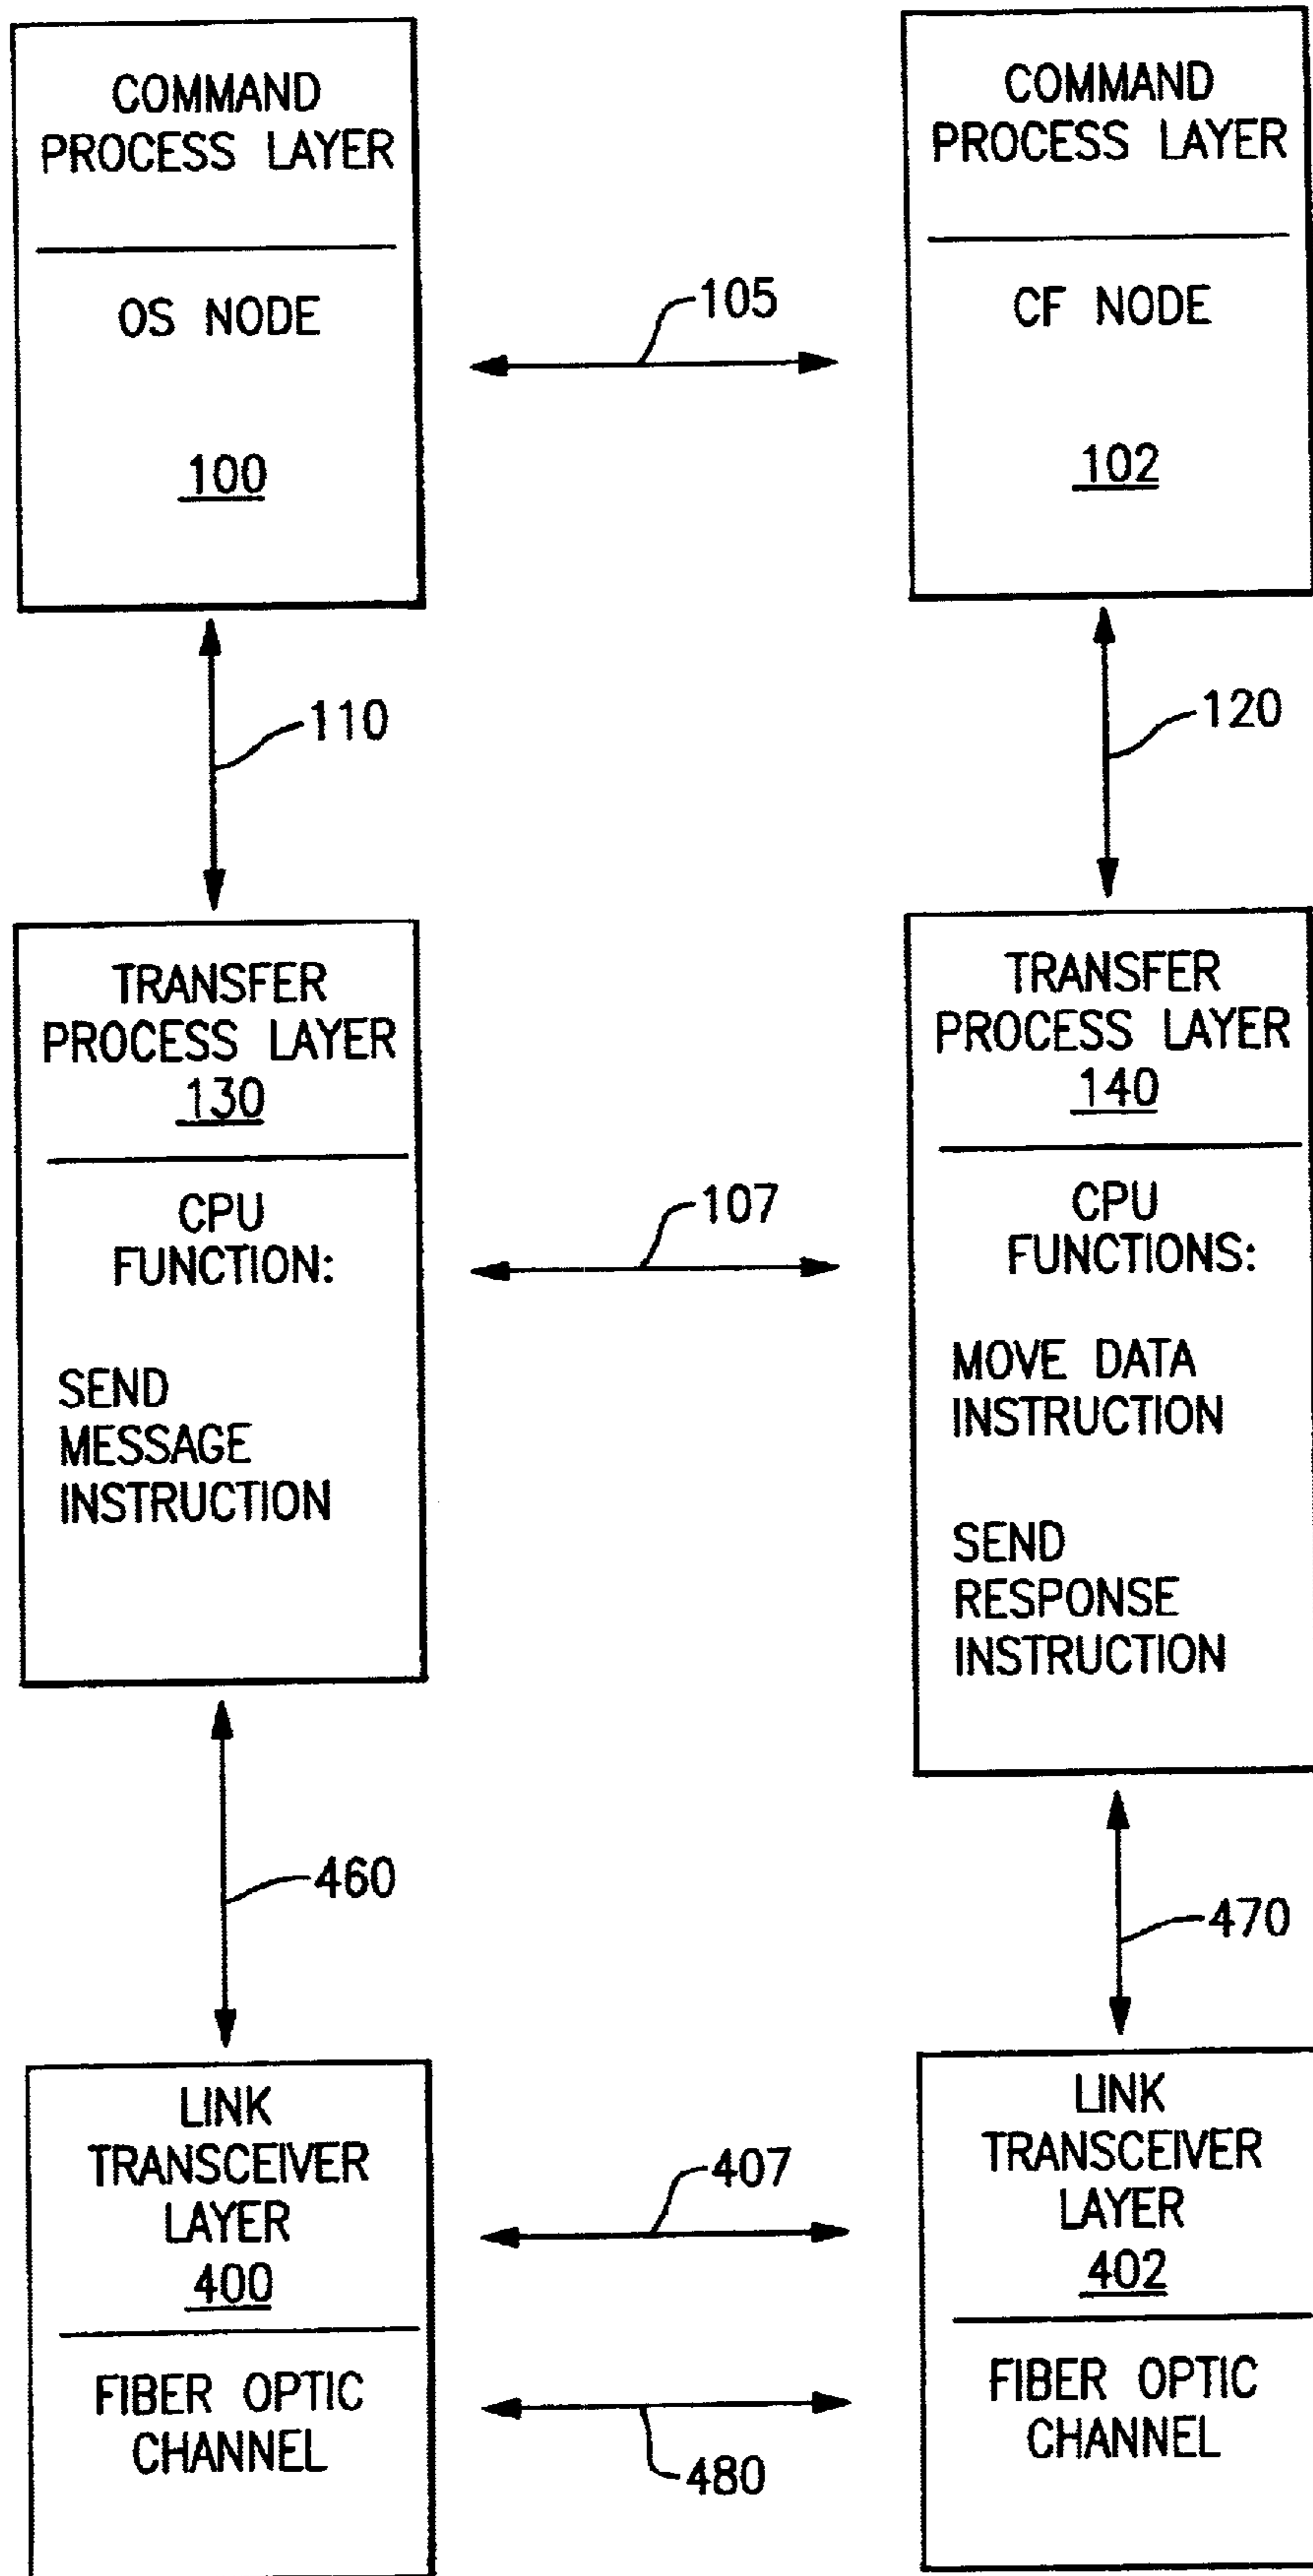 COMMAND
PROCESS LAYER
OS NODE
100
105
COMMAND
PROCESS LAYER
CF NODE
102
110
120
TRANSFER
PROCESS LAYER
130
CPU
FUNCTION:
SEND
MESSAGE
INSTRUCTION
107
TRANSFER
PROCESS LAYER
140
CPU
FUNCTIONS:
MOVE DATA
INSTRUCTION
SEND
RESPONSE
INSTRUCTION
460
470
LINK
TRANSCEIVER
LAYER
400
FIBER OPTIC
CHANNEL
407
480
LINK
TRANSCEIVER
LAYER
402
FIBER OPTIC
CHANNEL